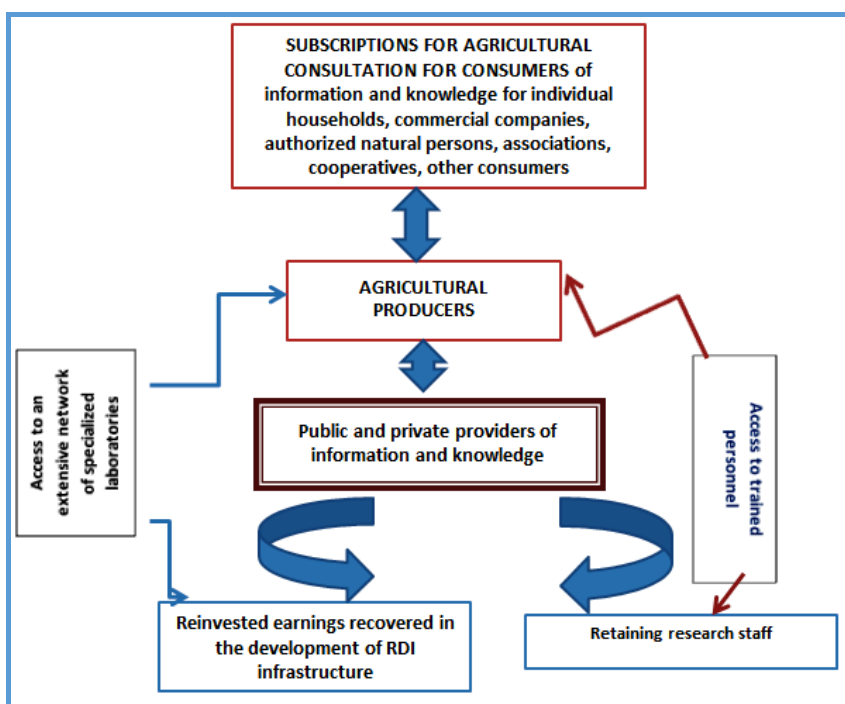 SUBSCRIPTIONS FOR AGRICULTURAL
CONSULTATION FOR CONSUMERS of
information and knowledge for individual
households, commercial companies,
authorized natural persons, associations,
cooperatives, other consumers
AGRICULTURAL
PRODUCERS
Access to an
extensive network
of specialized
laboratories
Access to trained
personnel
Public and private providers of
information and knowledge
Reinvested earnings recovered in
the development of RDI
infrastructure
Retaining research staff